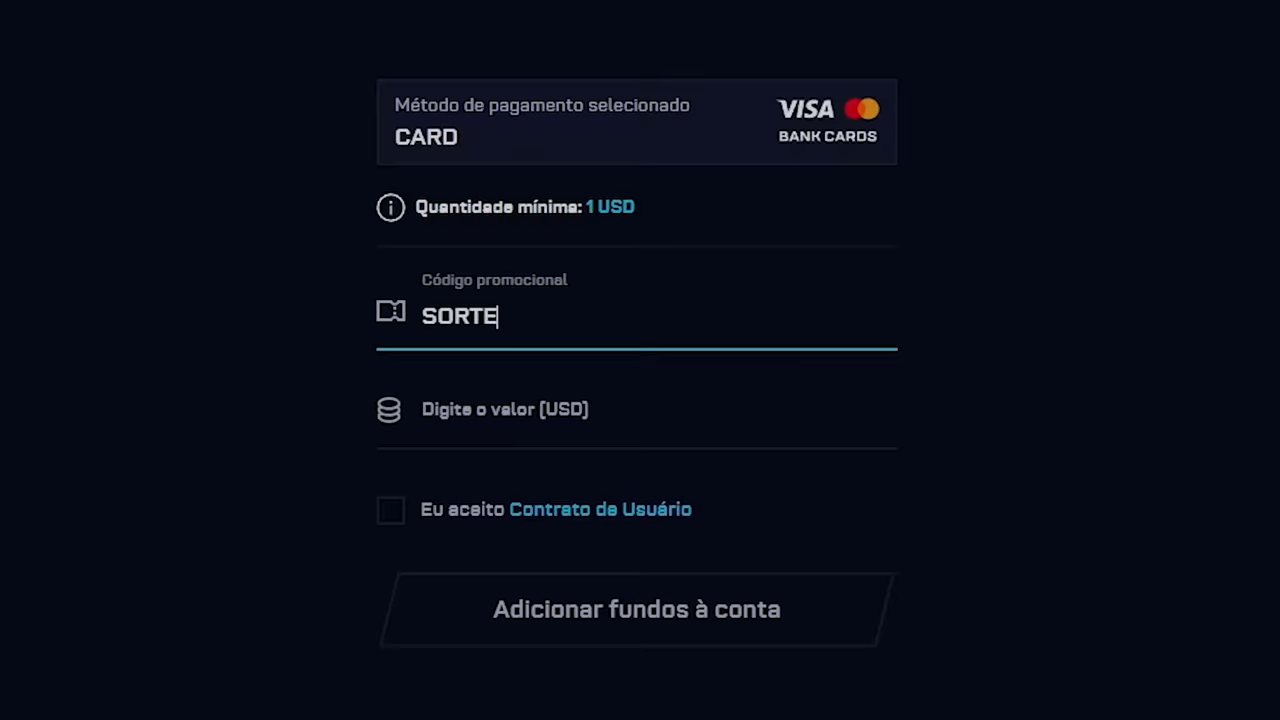 Método de pagamento selecionado
CARD
VISA
BANK CARDS
Quantidade mínima: 1 USD
Código promocional
SORTE
Digite o valor (USD)
Eu aceito Contrato de Usuário
Adicionar fundos à conta